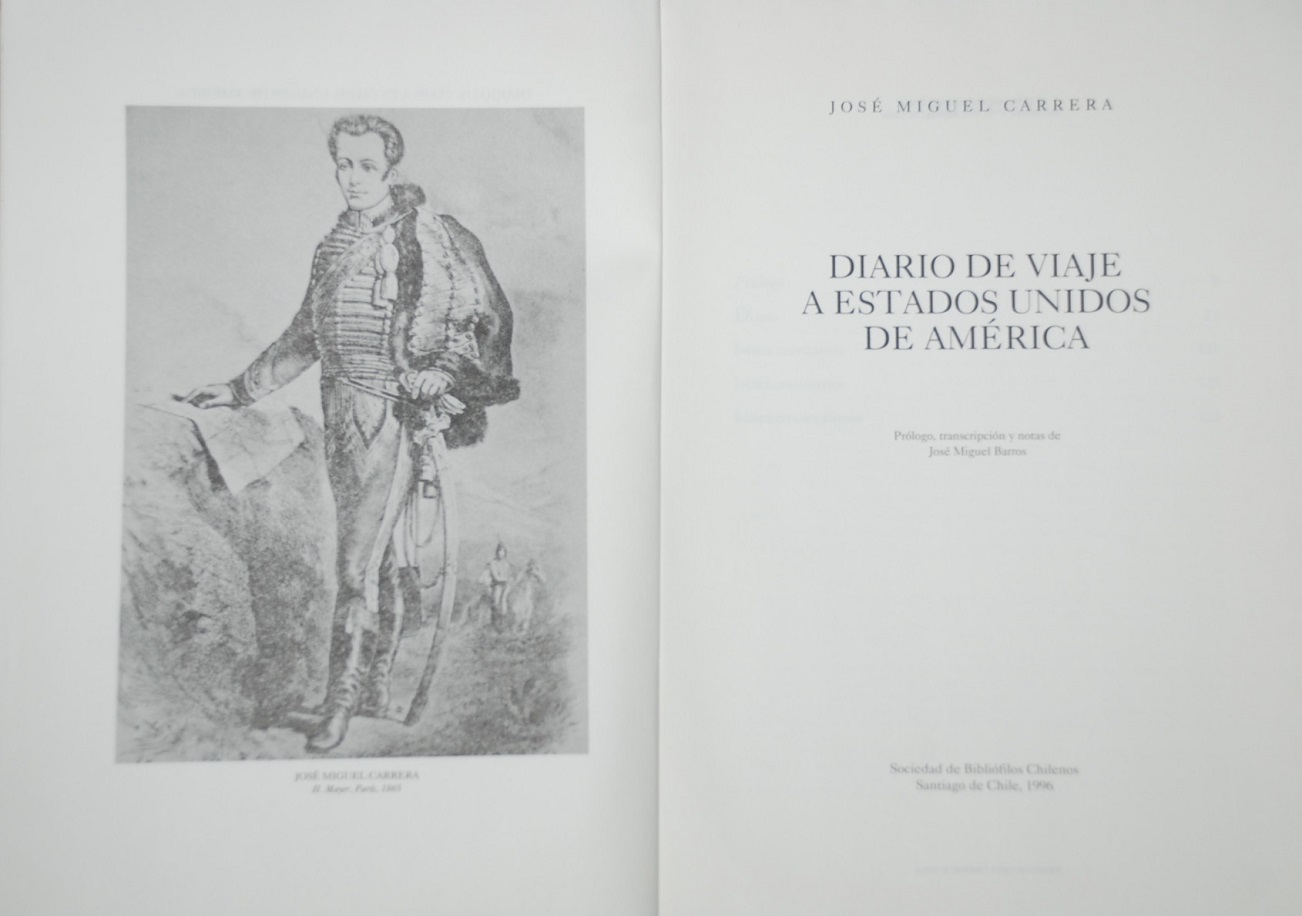 JOSÉ MIGUEL CARRERA
H. Mayer, París,
JOSÉ MIGUEL CARRERA
DIARIO DE VIAJE
A ESTADOS UNIDOS
DE AMÉRICA
Prólogo, transcripción y notas de
José Miguel Barros
Sociedad de Bibliófilos Chilenos
Santiago de Chile, 1996